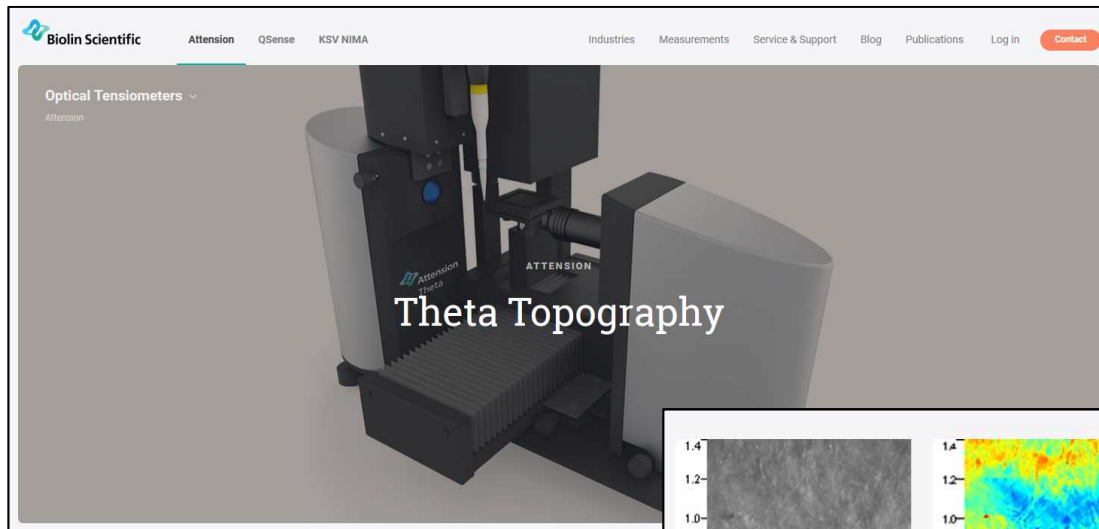 Biolin Scientific
Attension QSense KSV NIMA
Industries Measurements Service & Support Blog Publications Log in Contact
Optical Tensiometers
Attension
Attension
Theta
ATTENSION
Theta Topography
1.4 1.4
1.2 1.2
1.0 1.0